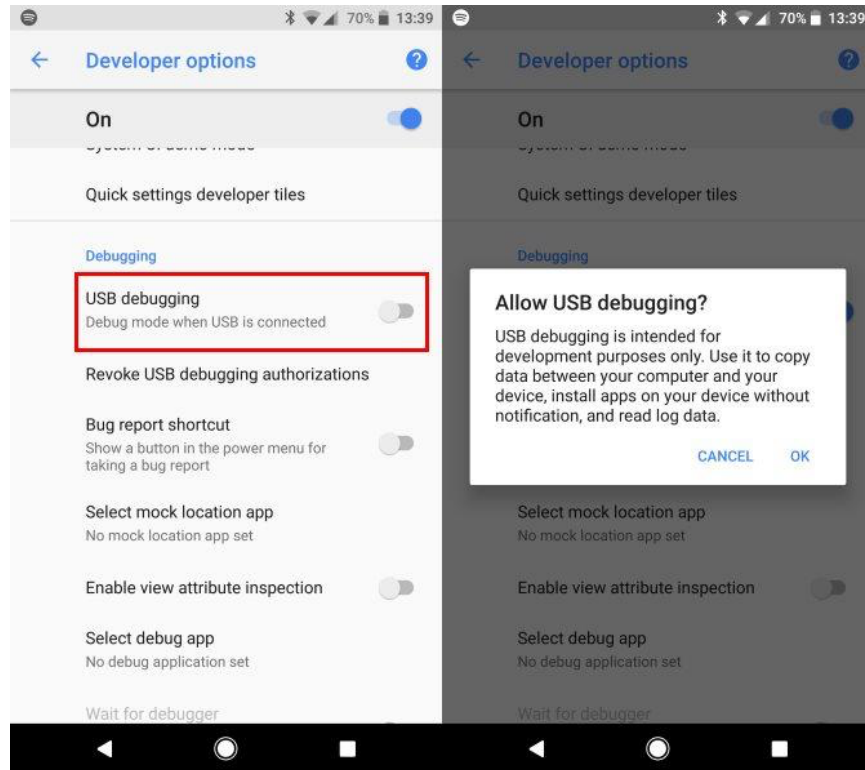 70% 13:39
Developer options
On
Quick settings developer tiles
Debugging
USB debugging
Debug mode when USB is connected
Revoke USB debugging authorizations
Bug report shortcut
Show a button in the power menu for
taking a bug report
Select mock location app
No mock location app set
Enable view attribute inspection
Select debug app
No debug application set
Wait for debugger
70% 13:39
Developer options
On
Quick settings developer tiles
Debugging
Allow USB debugging?
USB debugging is intended for
development purposes only. Use it to copy
data between your computer and your
device, install apps on your device without
notification, and read log data.
CANCEL OK
Select mock location app
No mock location app set
Enable view attribute inspection
Select debug app
No debug application set
Wait for debugger